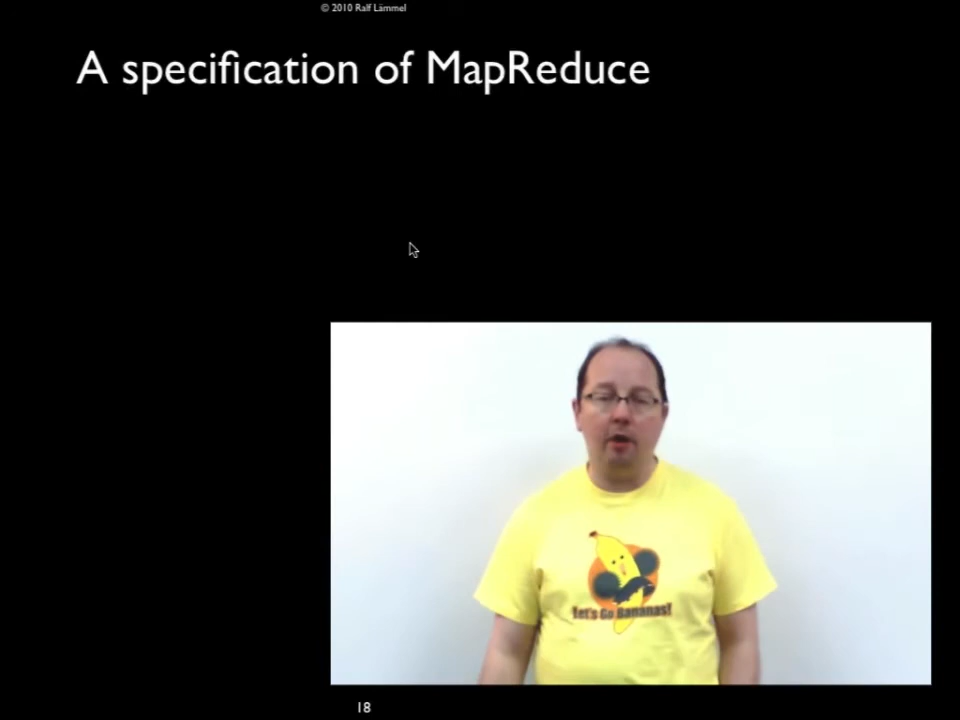 © 2010 Ralf Lämmel
A specification of MapReduce
Let's Go Bananas!
18